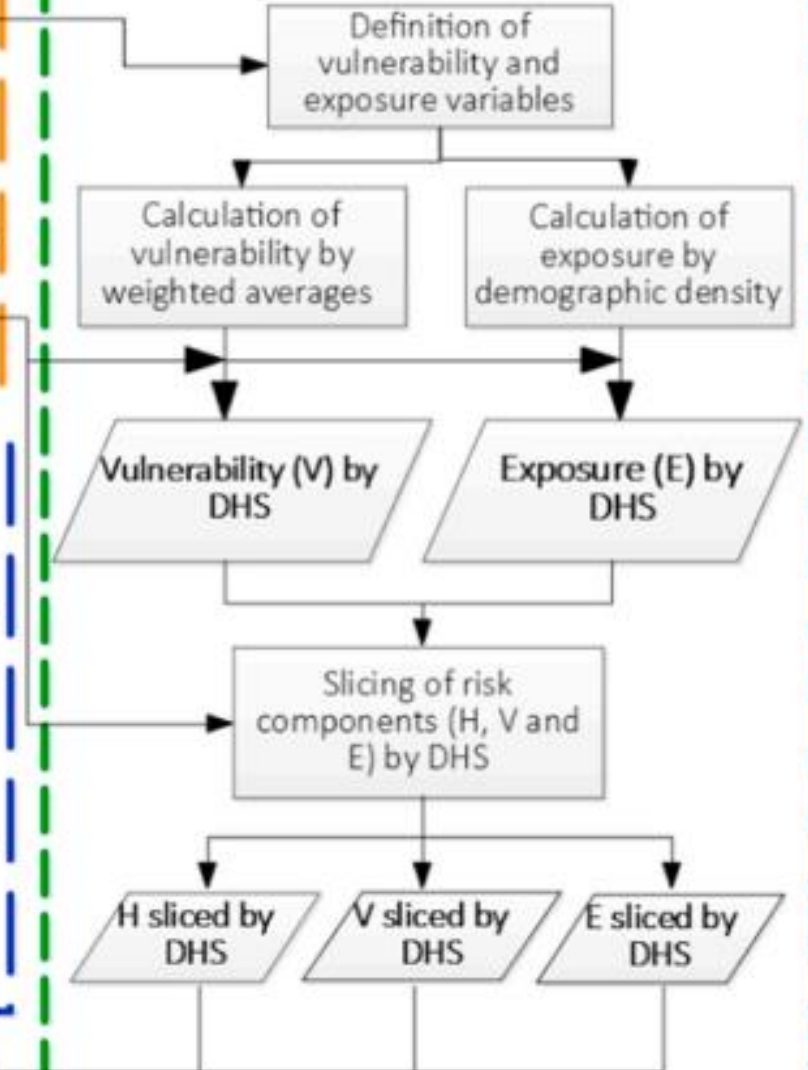 Definition of
vulnerability and
exposure variables
Calculation of
vulnerability by
weighted averages
Calculation of
exposure by
demographic density
Vulnerability (V) by
DHS
Exposure (E) by
DHS
Slicing of risk
components (H, V and
E) by DHS
H sliced by
DHS
V sliced by
DHS
E sliced by
DHS